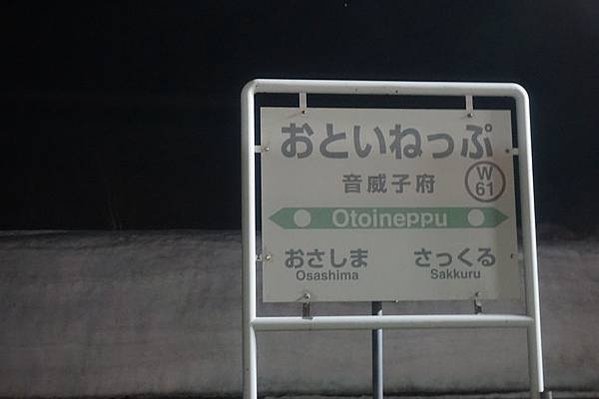 おといねっぷ
音威子府
W
61
Otoineppu
おさしま さっくる
Osashima Sakkuru